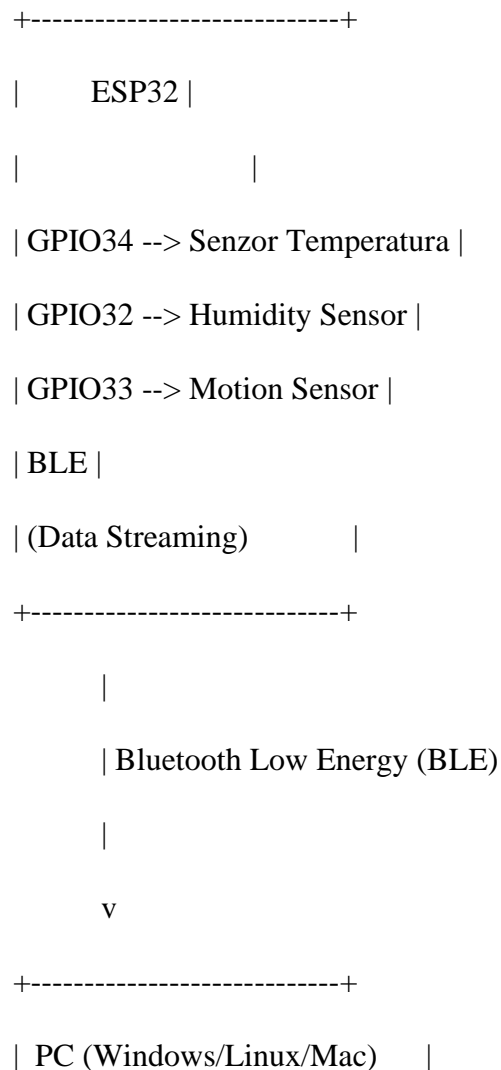 +-----------------------------+
|        ESP32 |
|                             |
| GPIO34 --> Senzor Temperatura |
| GPIO32 --> Humidity Sensor |
| GPIO33 --> Motion Sensor |
| BLE |
| (Data Streaming)             |
+-----------------------------+
|
| Bluetooth Low Energy (BLE)
|
v
+-----------------------------+
|  PC (Windows/Linux/Mac)      |